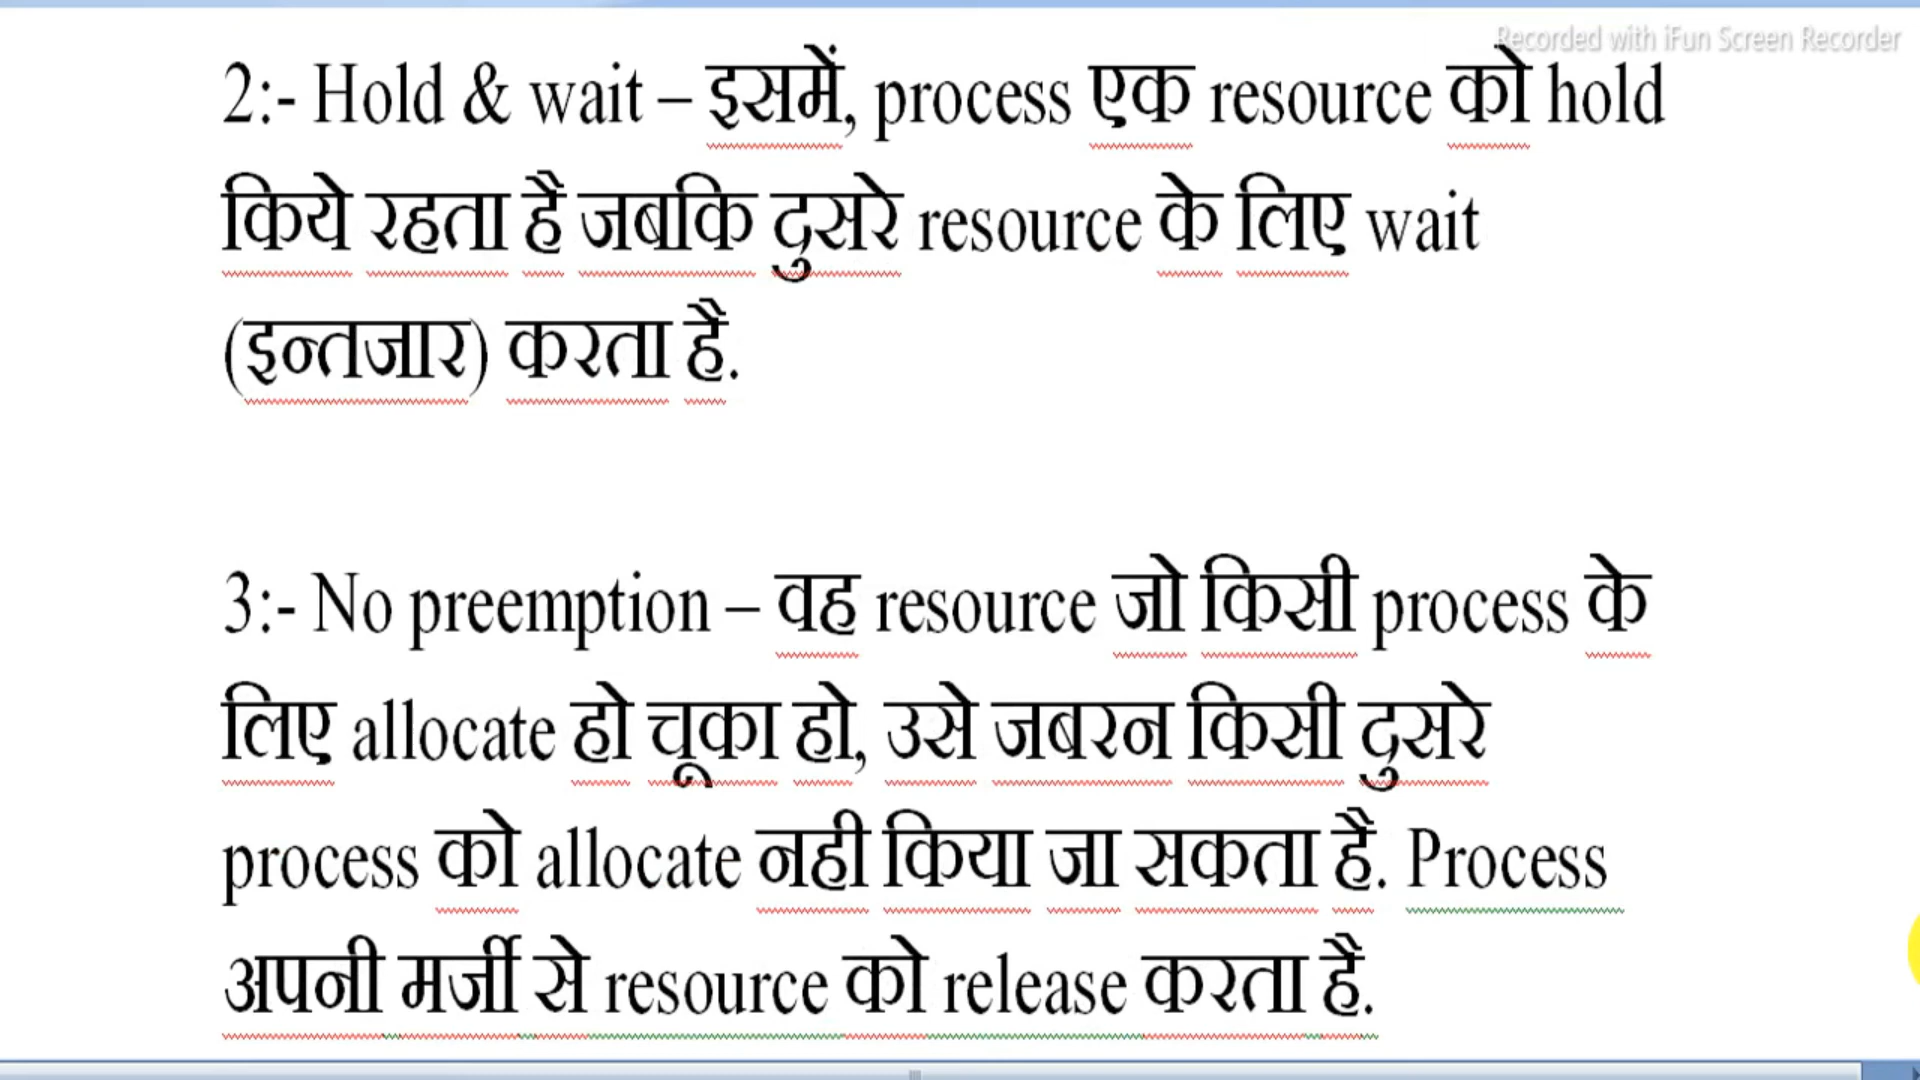 Recorded with iFun Screen Recorder
2:- Hold & wait – इसमें, process एक resource को hold
किये रहता है जबकि दुसरे resource के लिए wait
(इन्तजार) करता है.
3:- No preemption – वह resource जो किसी process के
लिए allocate हो चूका हो, उसे जबरन किसी दुसरे
process को allocate नही किया जा सकता है. Process
अपनी मर्जी से resource को release करता है.